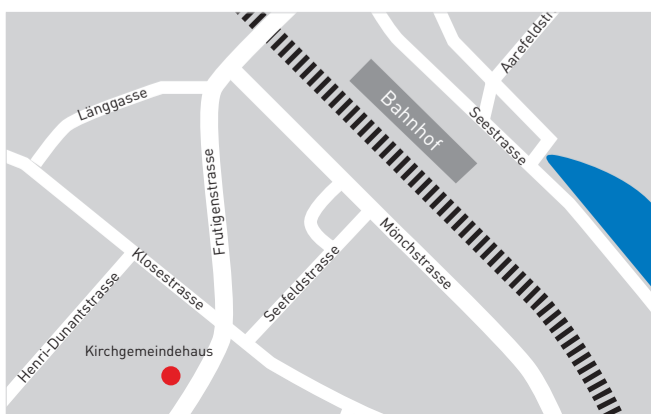 Aarefeldstr
Bahnhof
Länggasse
Seestrasse
Frutigenstrasse
Mönchstrasse
Klosestrasse
Seefeldstrasse
Henri-Dunantstrasse
Kirchgemeindehaus